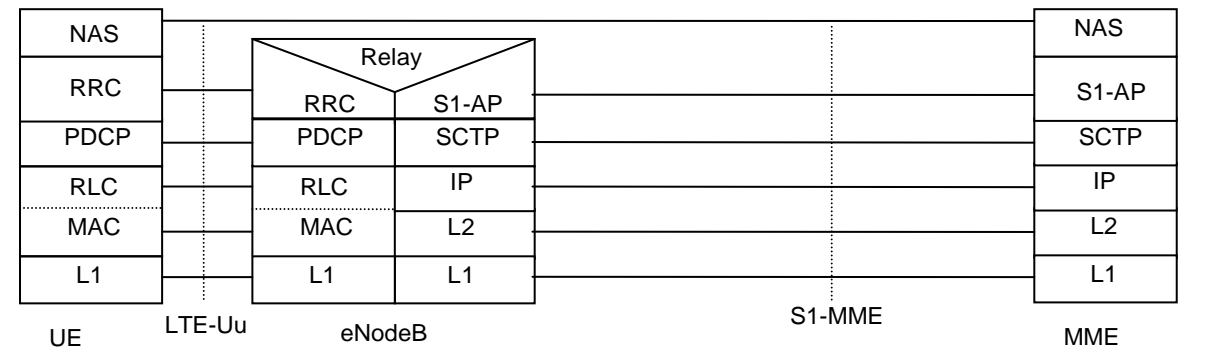 NAS NAS
Relay
RRC RRC S1-AP S1-AP
PDCP PDCP SCTP SCTP
RLC RLC IP IP
MAC MAC L2 L2
L1 L1 L1 L1
UE LTE-Uu eNodeB S1-MME MME